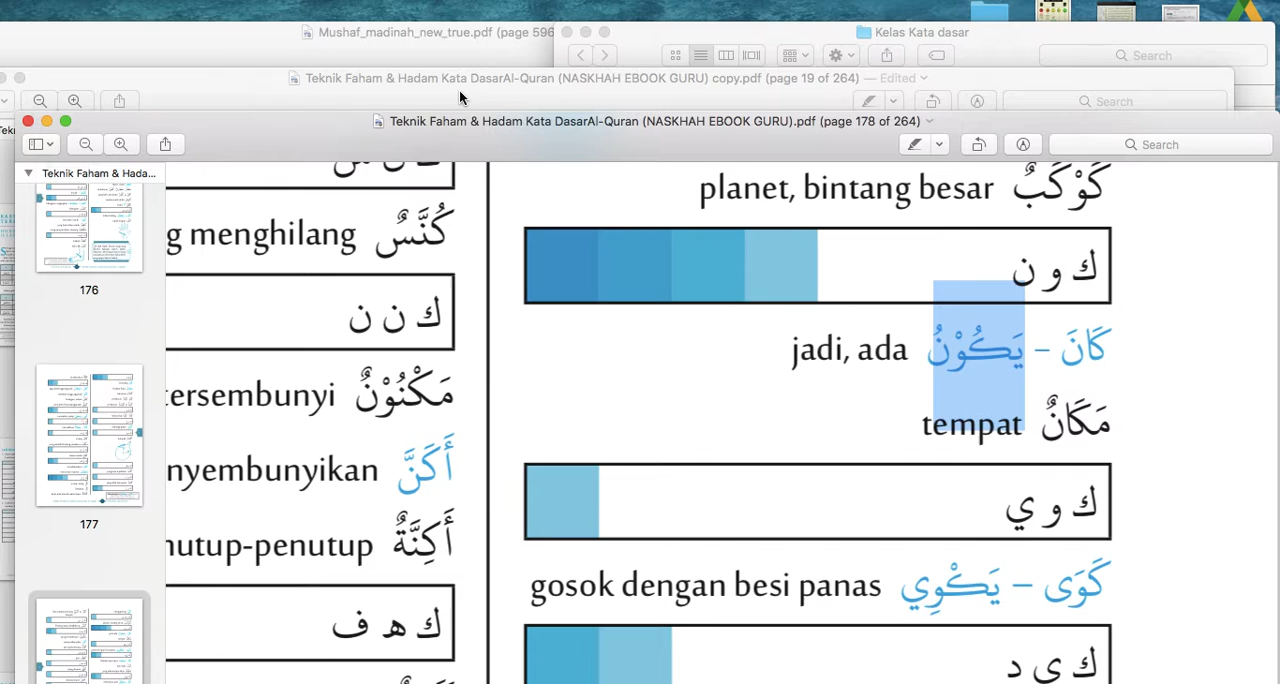 Mushaf_madinah_new_true.pdf (page 596
Kelas Kata dasar
Search
Teknik Faham & Hadam Kata DasarAl-Quran (NASKHAH EBOOK GURU) copy.pdf (page 19 of 264) — Edited
Search
Teknik Faham & Hadam Kata DasarAl-Quran (NASKHAH EBOOK GURU).pdf (page 178 of 264)
Search
Teknik Faham & Hada...
176
177
كَوْكَبٌ planet, bintang besar
ك و ن
كَانَ – يَكُوْنُ jadi, ada
مَكَانٌ tempat
ك و ي
كَوَى – يَكْوِي gosok dengan besi panas
ك ي د
كُنَّسٌ g menghilang
ك ن ن
مَكْنُوْنٌ tersembunyi
أَكَنَّ nyembunyikan
أَكِنَّةٌ nutup-penutup
ك ه ف